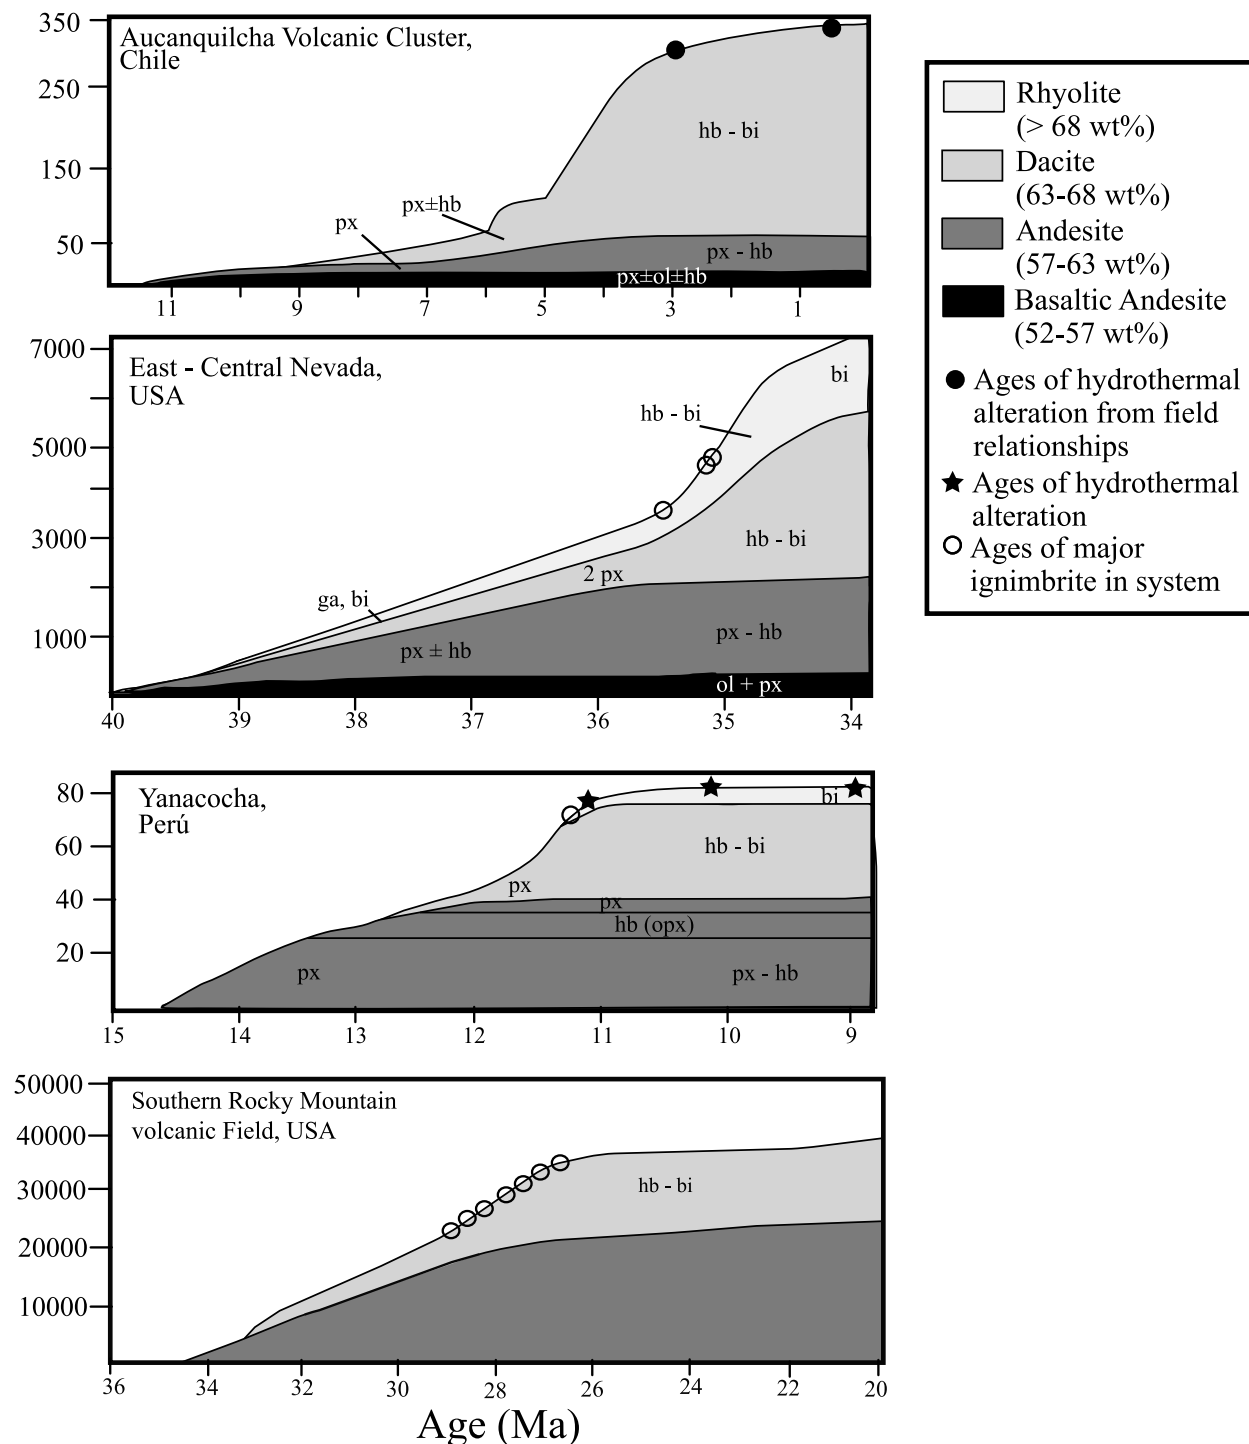 350
250
150
50
Aucanquilcha Volcanic Cluster,
Chile
px
px±hb
hb - bi
px - hb
px±ol±hb
11
9
7
5
3
1
7000
5000
3000
1000
East - Central Nevada,
USA
bi
hb - bi
hb - bi
2 px
ga, bi
px ± hb
px - hb
ol + px
40
39
38
37
36
35
34
80
60
40
20
Yanacocha,
Perú
bi
hb - bi
px
px
hb (opx)
px
px - hb
15
14
13
12
11
10
9
50000
40000
30000
20000
10000
Southern Rocky Mountain
volcanic Field, USA
hb - bi
36
34
32
30
28
26
24
22
20
Age (Ma)
Rhyolite
(> 68 wt%)
Dacite
(63-68 wt%)
Andesite
(57-63 wt%)
Basaltic Andesite
(52-57 wt%)
Ages of hydrothermal
alteration from field
relationships
Ages of hydrothermal
alteration
Ages of major
ignimbrite in system